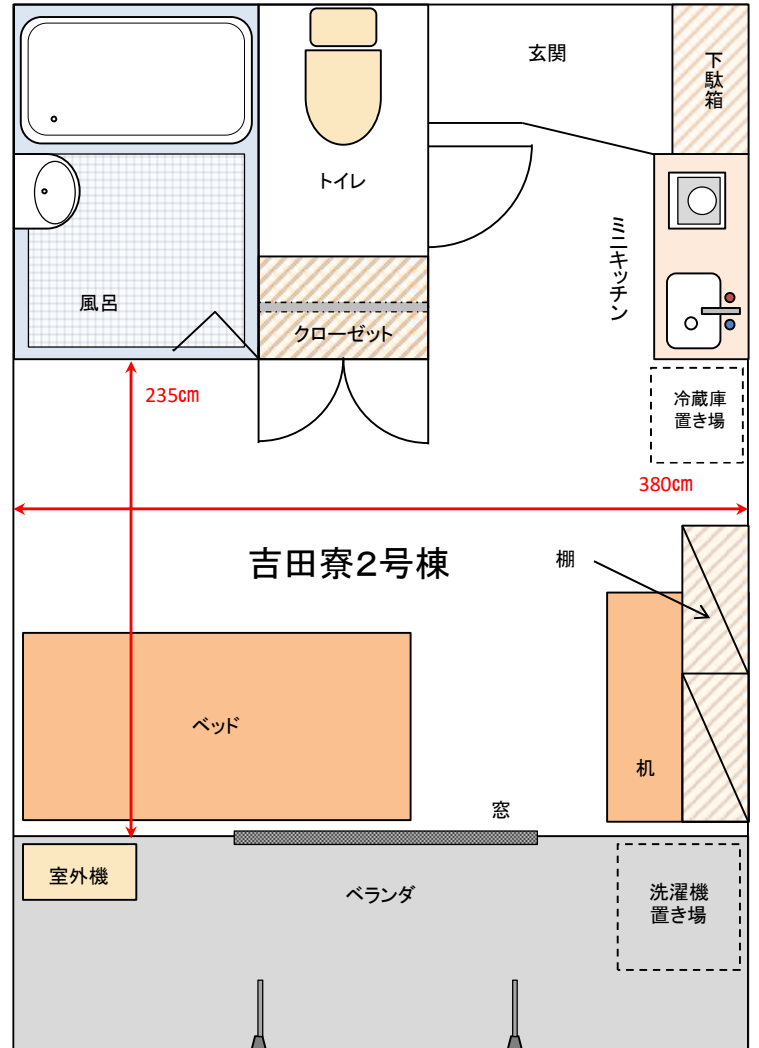 玄関
下駄箱
トイレ
ミニキッチン
風呂
クローゼット
235㎝
冷蔵庫
置き場
380㎝
吉田寮2号棟
棚
ベッド
机
窓
室外機
ベランダ
洗濯機
置き場